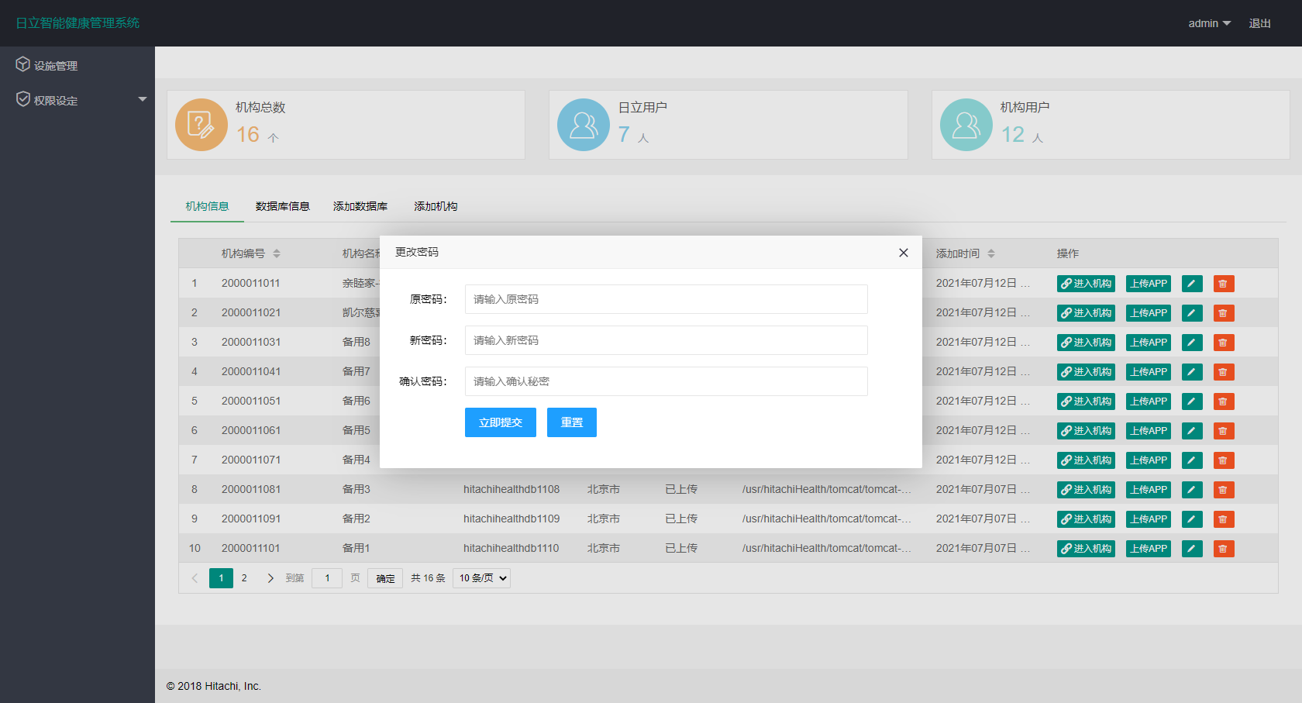 日立智能健康管理系统
admin 退出
设施管理
权限设定
机构总数
16 个
日立用户
7 人
机构用户
12 人
机构信息 数据库信息 添加数据库 添加机构
机构编号 机构名称 添加时间 操作
更改密码
原密码： 请输入原密码
新密码： 请输入新密码
确认密码： 请输入确认秘密
立即提交 重置
1 2000011011 亲睦家- 2021年07月12日 ... 进入机构 上传APP
2 2000011021 凯尔慈 2021年07月12日 ... 进入机构 上传APP
3 2000011031 备用8 2021年07月12日 ... 进入机构 上传APP
4 2000011041 备用7 2021年07月12日 ... 进入机构 上传APP
5 2000011051 备用6 2021年07月12日 ... 进入机构 上传APP
6 2000011061 备用5 2021年07月12日 ... 进入机构 上传APP
7 2000011071 备用4 2021年07月12日 ... 进入机构 上传APP
8 2000011081 备用3 hitachihealthdb1108 北京市 已上传 /usr/hitachiHealth/tomcat/tomcat-... 2021年07月07日 ... 进入机构 上传APP
9 2000011091 备用2 hitachihealthdb1109 北京市 已上传 /usr/hitachiHealth/tomcat/tomcat-... 2021年07月07日 ... 进入机构 上传APP
10 2000011101 备用1 hitachihealthdb1110 北京市 已上传 /usr/hitachiHealth/tomcat/tomcat-... 2021年07月07日 ... 进入机构 上传APP
1 2 到第 1 页 确定 共 16 条 10 条/页
© 2018 Hitachi, Inc.